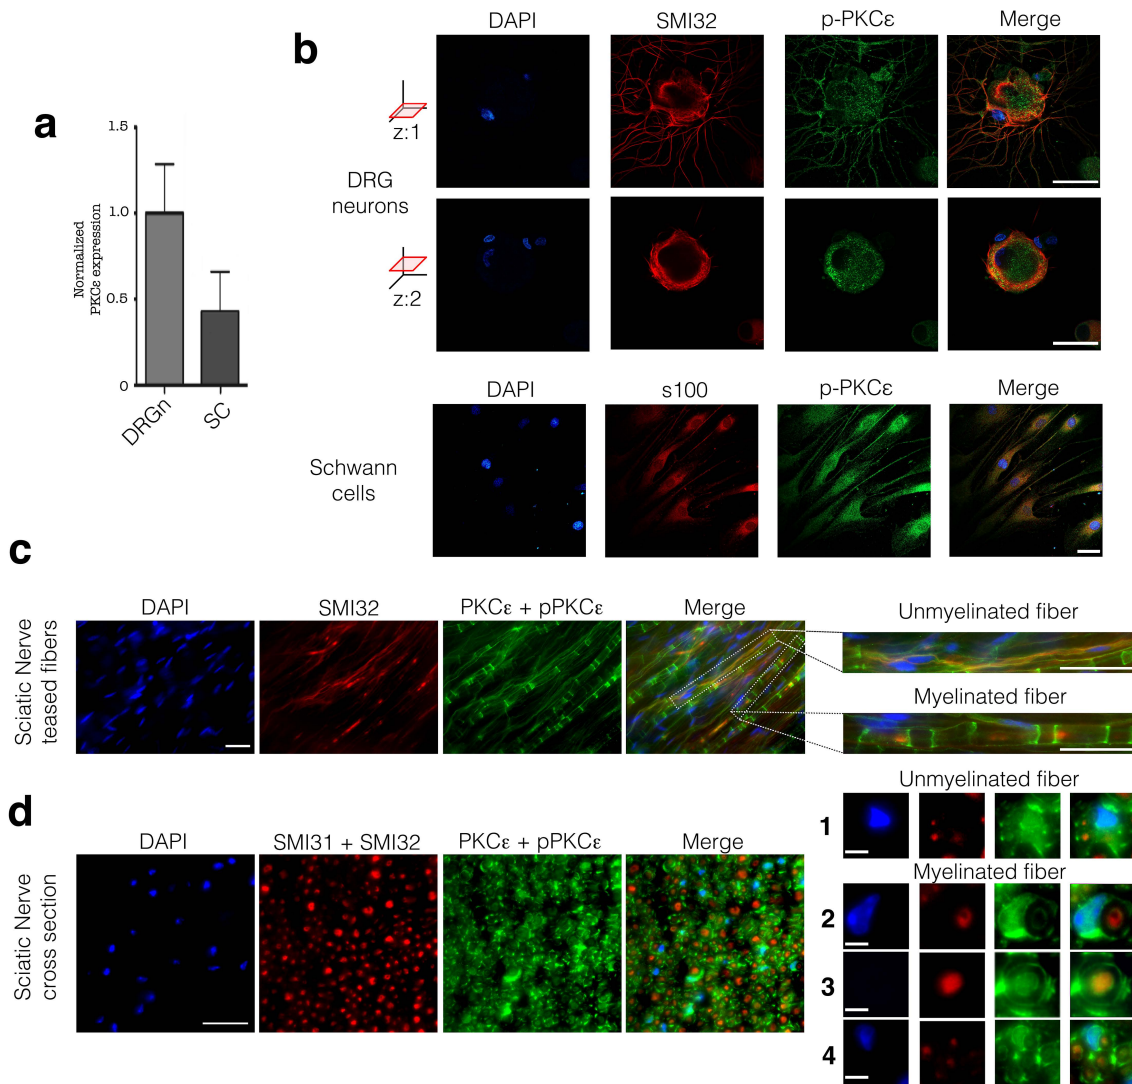 a
1.5
1.0
0.5
0
Normalized
PKCε expression
DRGn
SC
b
DAPI
SMI32
p-PKCε
Merge
z:1
DRG
neurons
z:2
DAPI
s100
p-PKCε
Merge
Schwann
cells
c
DAPI
SMI32
PKCε + pPKCε
Merge
Unmyelinated fiber
Sciatic Nerve
teased fibers
Myelinated fiber
d
DAPI
SMI31 + SMI32
PKCε + pPKCε
Merge
Sciatic Nerve
cross section
Unmyelinated fiber
1
Myelinated fiber
2
3
4